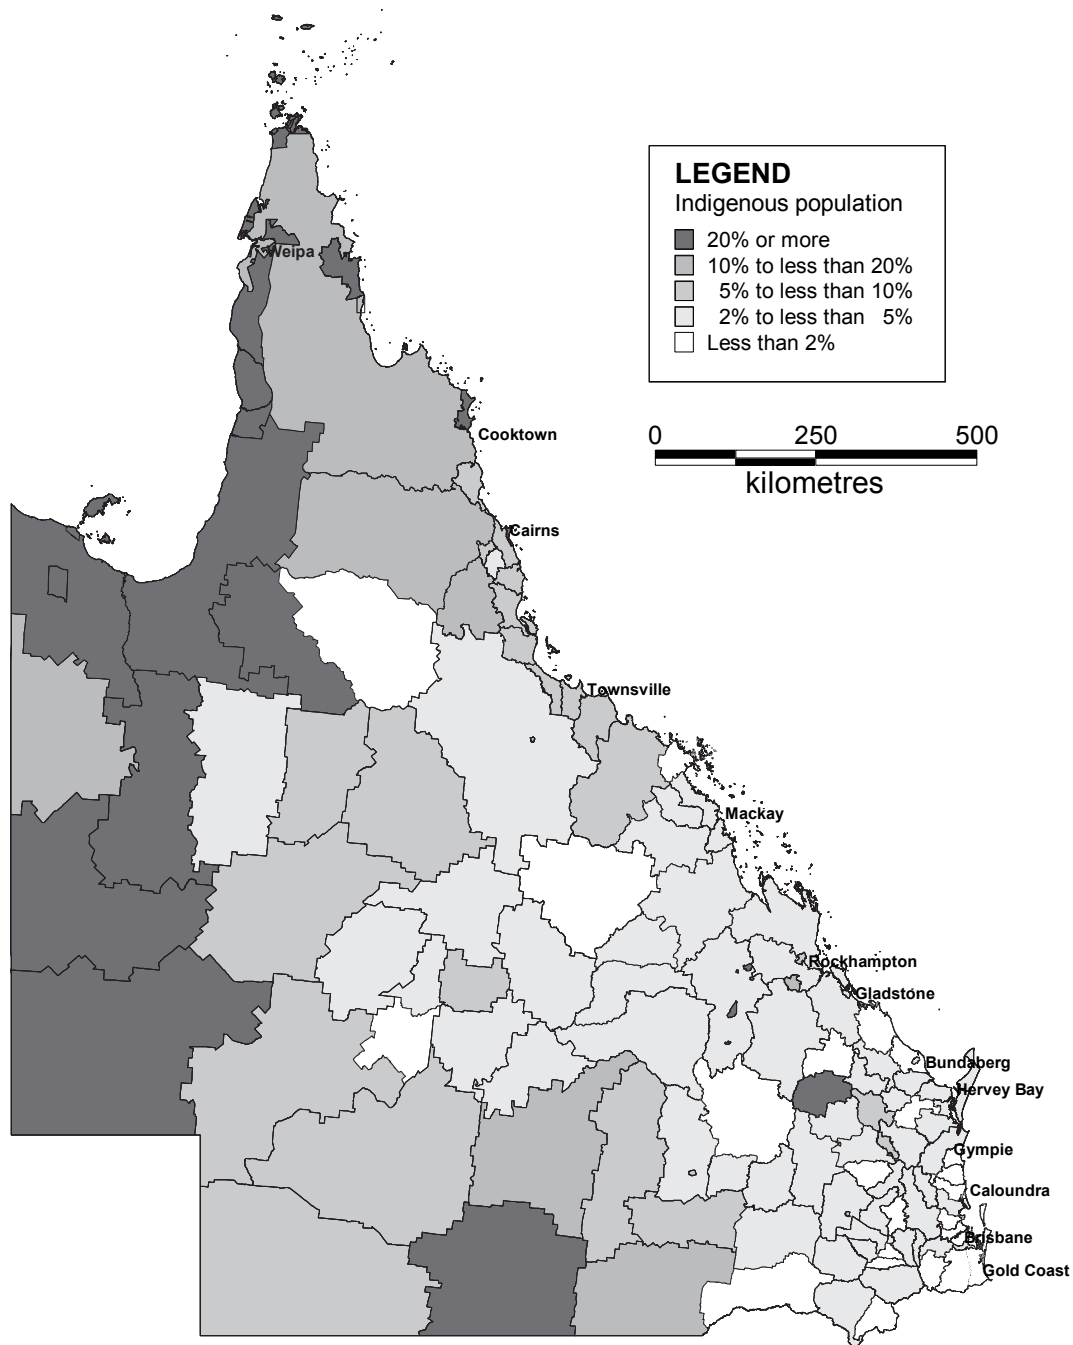 LEGEND
Indigenous population
20% or more
10% to less than 20%
5% to less than 10%
2% to less than 5%
Less than 2%
Weipa
Cooktown
0 250 500
kilometres
Cairns
Townsville
Mackay
Rockhampton
Gladstone
Bundaberg
Hervey Bay
Gympie
Caloundra
Brisbane
Gold Coast